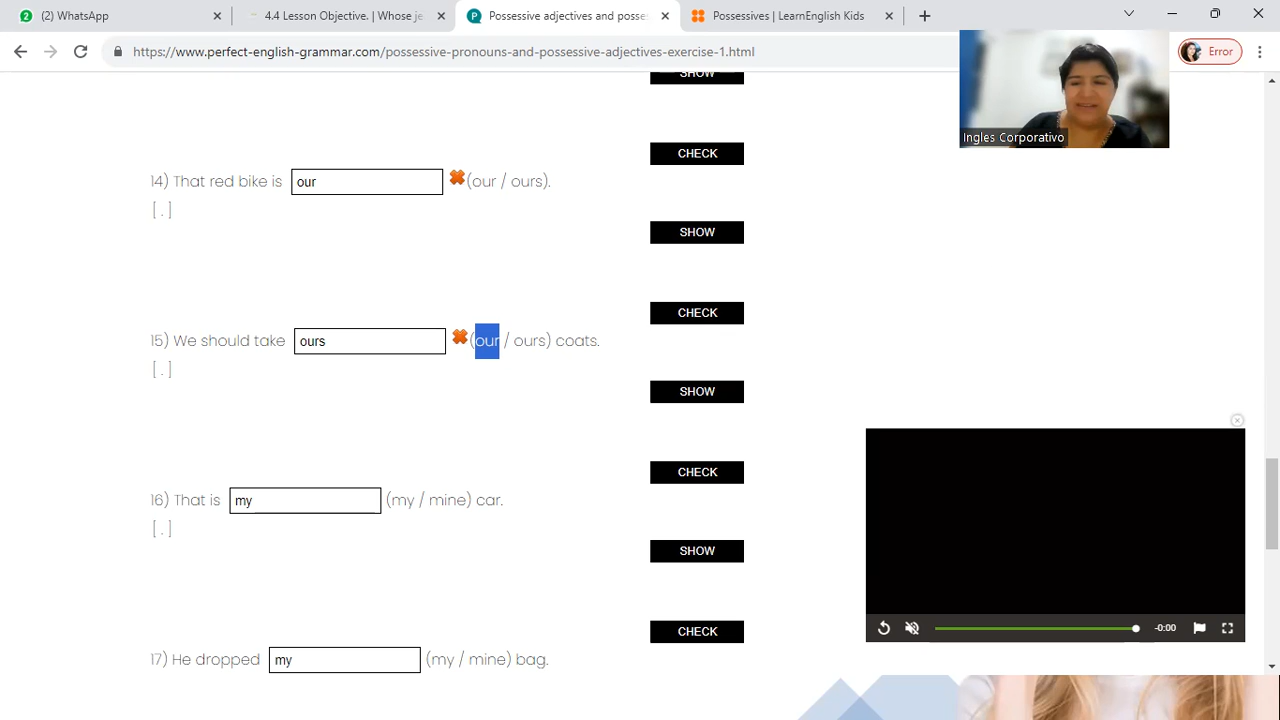 (2) WhatsApp
4.4 Lesson Objective. | Whose je
Possessive adjectives and posses
Possessives | LearnEnglish Kids
https://www.perfect-english-grammar.com/possessive-pronouns-and-possessive-adjectives-exercise-1.html
Error
Ingles Corporativo
SHOW
CHECK
14) That red bike is our (our / ours).
[ . ]
SHOW
CHECK
15) We should take ours (our / ours) coats.
[ . ]
SHOW
CHECK
16) That is my (my / mine) car.
[ . ]
SHOW
CHECK
17) He dropped my (my / mine) bag.
-0:00